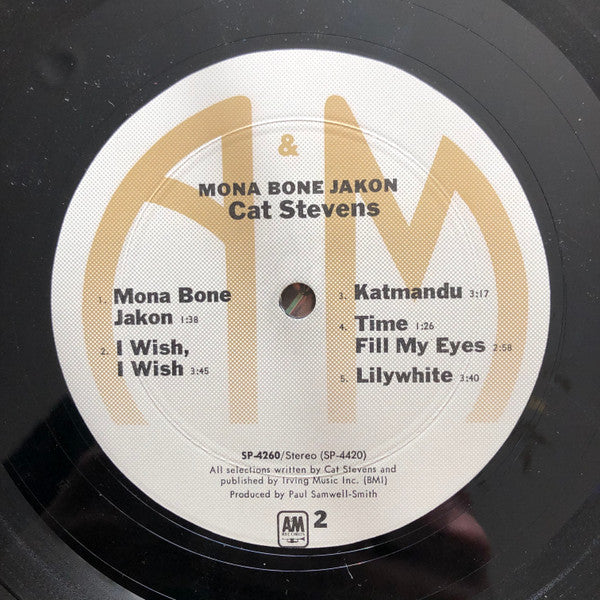 &
MONA BONE JAKON
Cat Stevens
1. Mona Bone
Jakon 1:38
2. I Wish,
I Wish 3:45
3. Katmandu 3:17
4. Time 1:26
Fill My Eyes 2:58
5. Lilywhite 3:40
SP-4260/Stereo (SP-4420)
All selections written by Cat Stevens and
published by Irving Music Inc. (BMI)
Produced by Paul Samwell-Smith
A&M
RECORDS
2